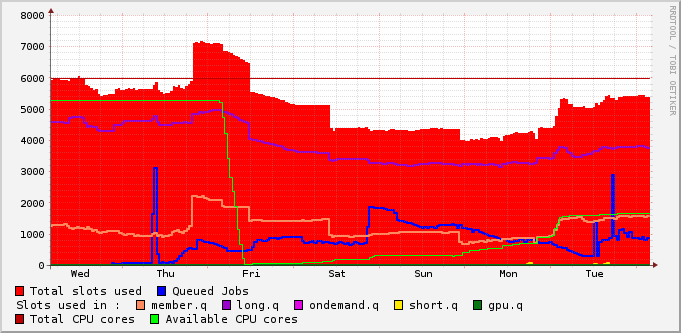 8000
7000
6000
5000
4000
3000
2000
1000
0
Wed Thu Fri Sat Sun Mon Tue
RRDTOOL / TOBI OETIKER
Total slots used Queued Jobs
Slots used in : member.q long.q ondemand.q short.q gpu.q
Total CPU cores Available CPU cores